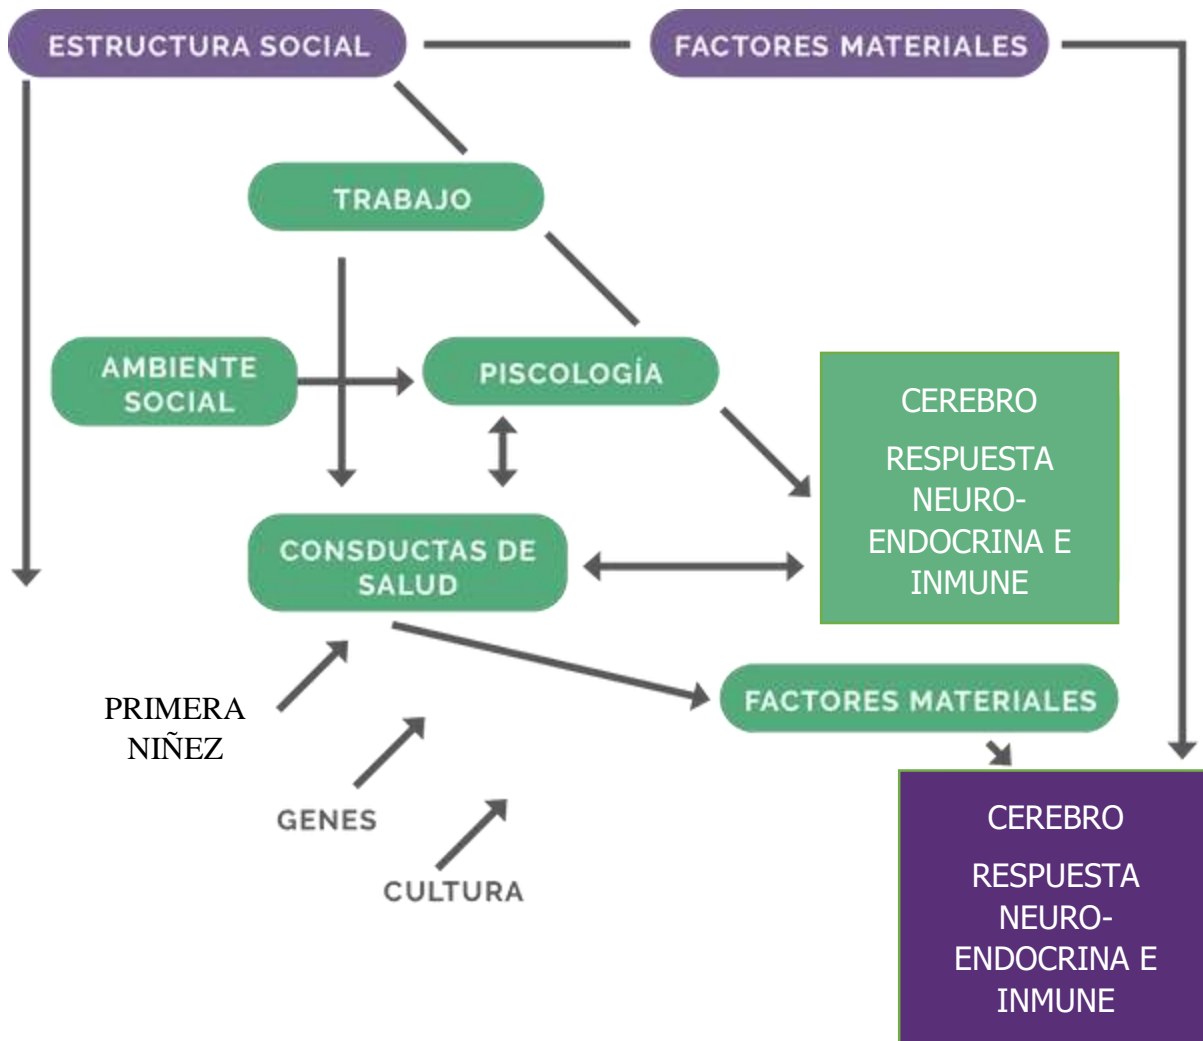 ESTRUCTURA SOCIAL
FACTORES MATERIALES
TRABAJO
AMBIENTE
SOCIAL
PISCOLOGÍA
CEREBRO
RESPUESTA
NEURO-
ENDOCRINA E
INMUNE
CONSDUCTAS DE
SALUD
FACTORES MATERIALES
PRIMERA
NIÑEZ
GENES
CULTURA
CEREBRO
RESPUESTA
NEURO-
ENDOCRINA E
INMUNE